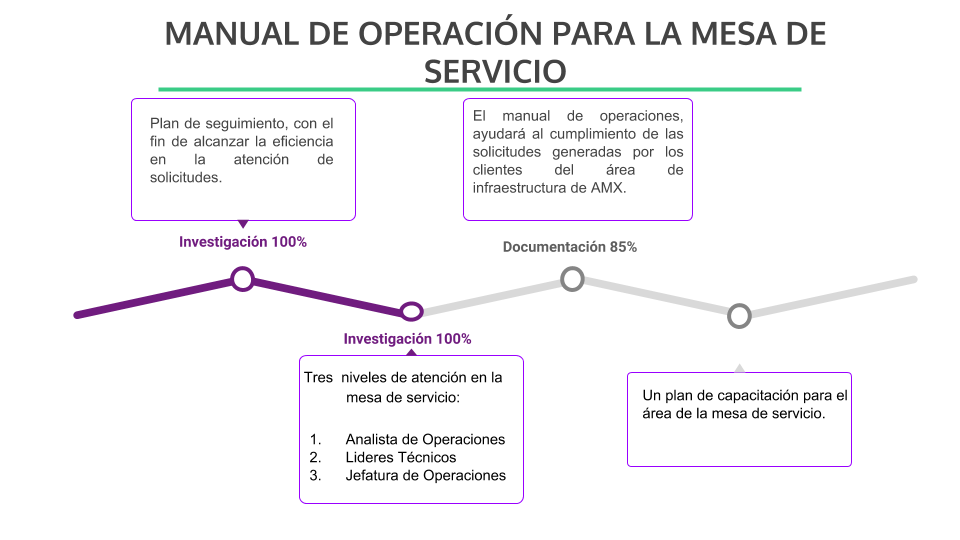 MANUAL DE OPERACIÓN PARA LA MESA DE
SERVICIO
Plan de seguimiento, con el
fin de alcanzar la eficiencia
en la atención de
solicitudes.
El manual de operaciones,
ayudará al cumplimiento de las
solicitudes generadas por los
clientes del área de
infraestructura de AMX.
Investigación 100%
Documentación 85%
Investigación 100%
Tres niveles de atención en la
mesa de servicio:
1. Analista de Operaciones
2. Lideres Técnicos
3. Jefatura de Operaciones
Un plan de capacitación para el
área de la mesa de servicio.